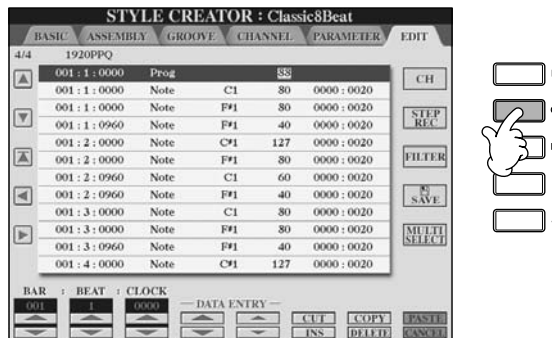 STYLE CREATOR : Classic8Beat
BASIC ASSEMBLY GROOVE CHANNEL PARAMETER EDIT
4/4 1920PPQ
001 : 1 : 0000 Prog 88
001 : 1 : 0000 Note C1 80 0000 : 0020
001 : 1 : 0000 Note F#1 80 0000 : 0020
001 : 1 : 0960 Note F#1 40 0000 : 0020
001 : 2 : 0000 Note C#1 127 0000 : 0020
001 : 2 : 0000 Note F#1 80 0000 : 0020
001 : 2 : 0960 Note C1 60 0000 : 0020
001 : 2 : 0960 Note F#1 40 0000 : 0020
001 : 3 : 0000 Note C1 80 0000 : 0020
001 : 3 : 0000 Note F#1 80 0000 : 0020
001 : 3 : 0960 Note F#1 40 0000 : 0020
001 : 4 : 0000 Note C#1 127 0000 : 0020
CH
STEP
REC
FILTER
SAVE
MULTI
SELECT
BAR : BEAT : CLOCK
001 1 0000
DATA ENTRY
CUT COPY PASTE
INS DELETE CANCEL